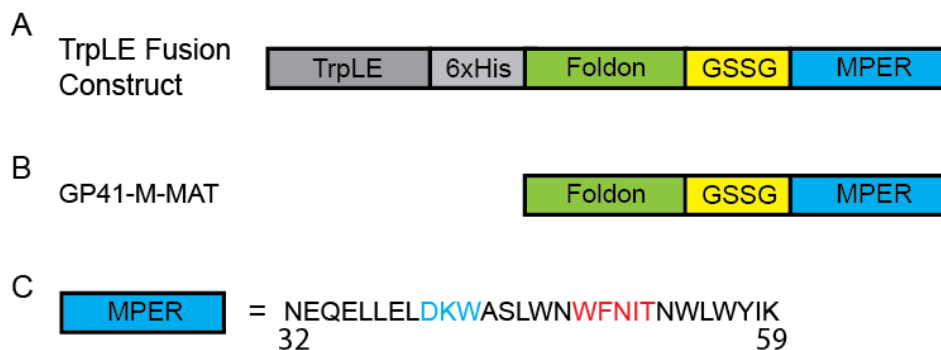 A
TrpLE Fusion Construct
TrpLE 6xHis Foldon GSSG MPER
B
GP41-M-MAT
Foldon GSSG MPER
C
MPER = NEQELLELDKWASLWNWFNITNWLWYIK
32 59